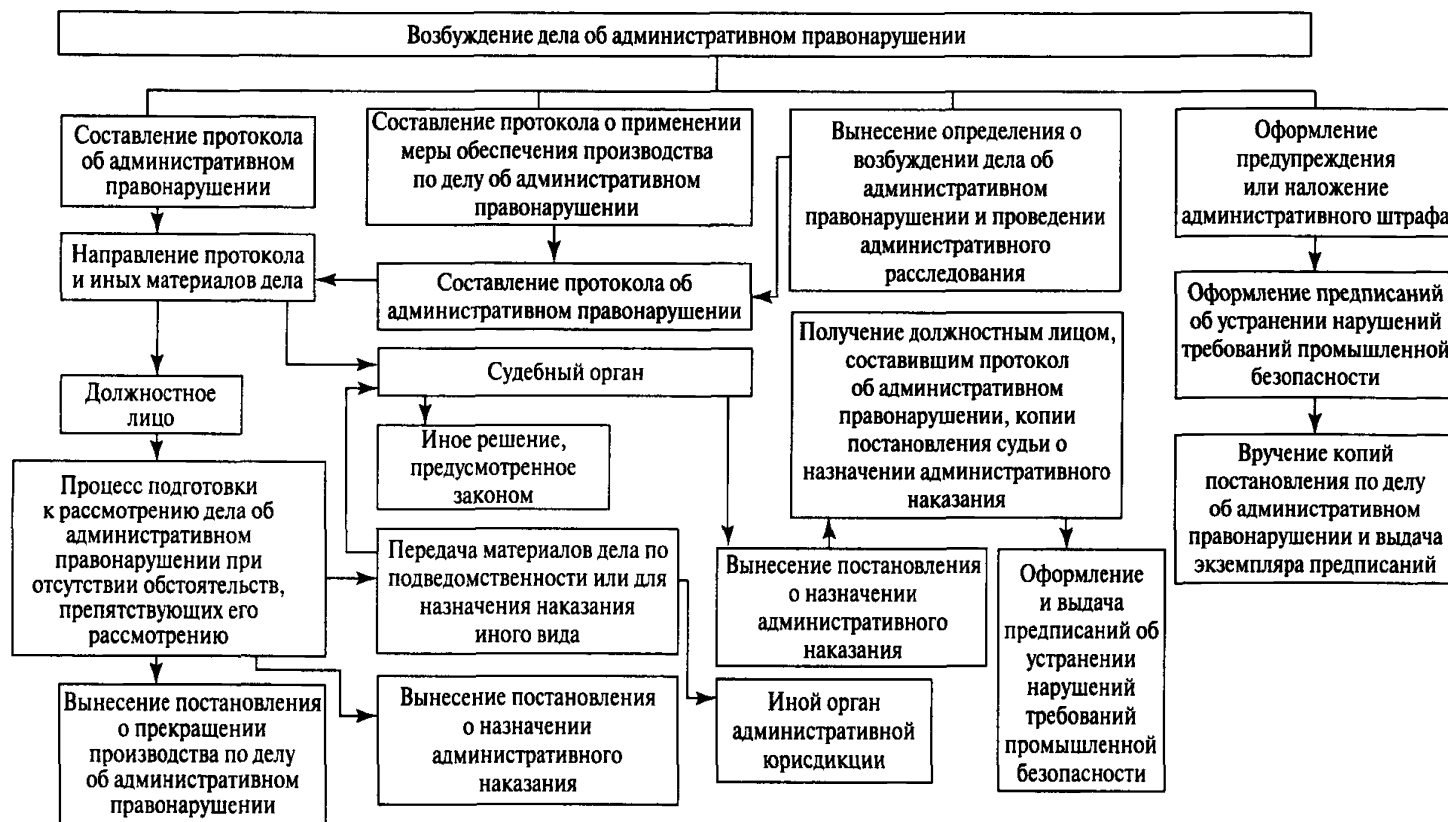 Возбуждение дела об административном правонарушении
Составление протокола
об административном
правонарушении
Составление протокола о применении
меры обеспечения производства
по делу об административном
правонарушении
Вынесение определения о
возбуждении дела об
административном
правонарушении и проведении
административного
расследования
Оформление
предупреждения
или наложение
административного штрафа
Направление протокола
и иных материалов дела
Составление протокола об
административном правонарушении
Оформление предписаний
об устранении нарушений
требований промышленной
безопасности
Получение должностным лицом,
составившим протокол
об административном
правонарушении, копии
постановления судьи о
назначении административного
наказания
Судебный орган
Должностное
лицо
Иное решение,
предусмотренное
законом
Вручение копий
постановления по делу
об административном
правонарушении и выдача
экземпляра предписаний
Процесс подготовки
к рассмотрению дела об
административном
правонарушении при
отсутствии обстоятельств,
препятствующих его
рассмотрению
Передача материалов дела по
подведомственности или для
назначения наказания
иного вида
Вынесение постановления
о назначении
административного
наказания
Оформление
и выдача
предписаний об
устранении
нарушений
требований
промышленной
безопасности
Вынесение постановления
о прекращении
производства по делу
об административном
правонарушении
Вынесение постановления
о назначении
административного
наказания
Иной орган
административной
юрисдикции